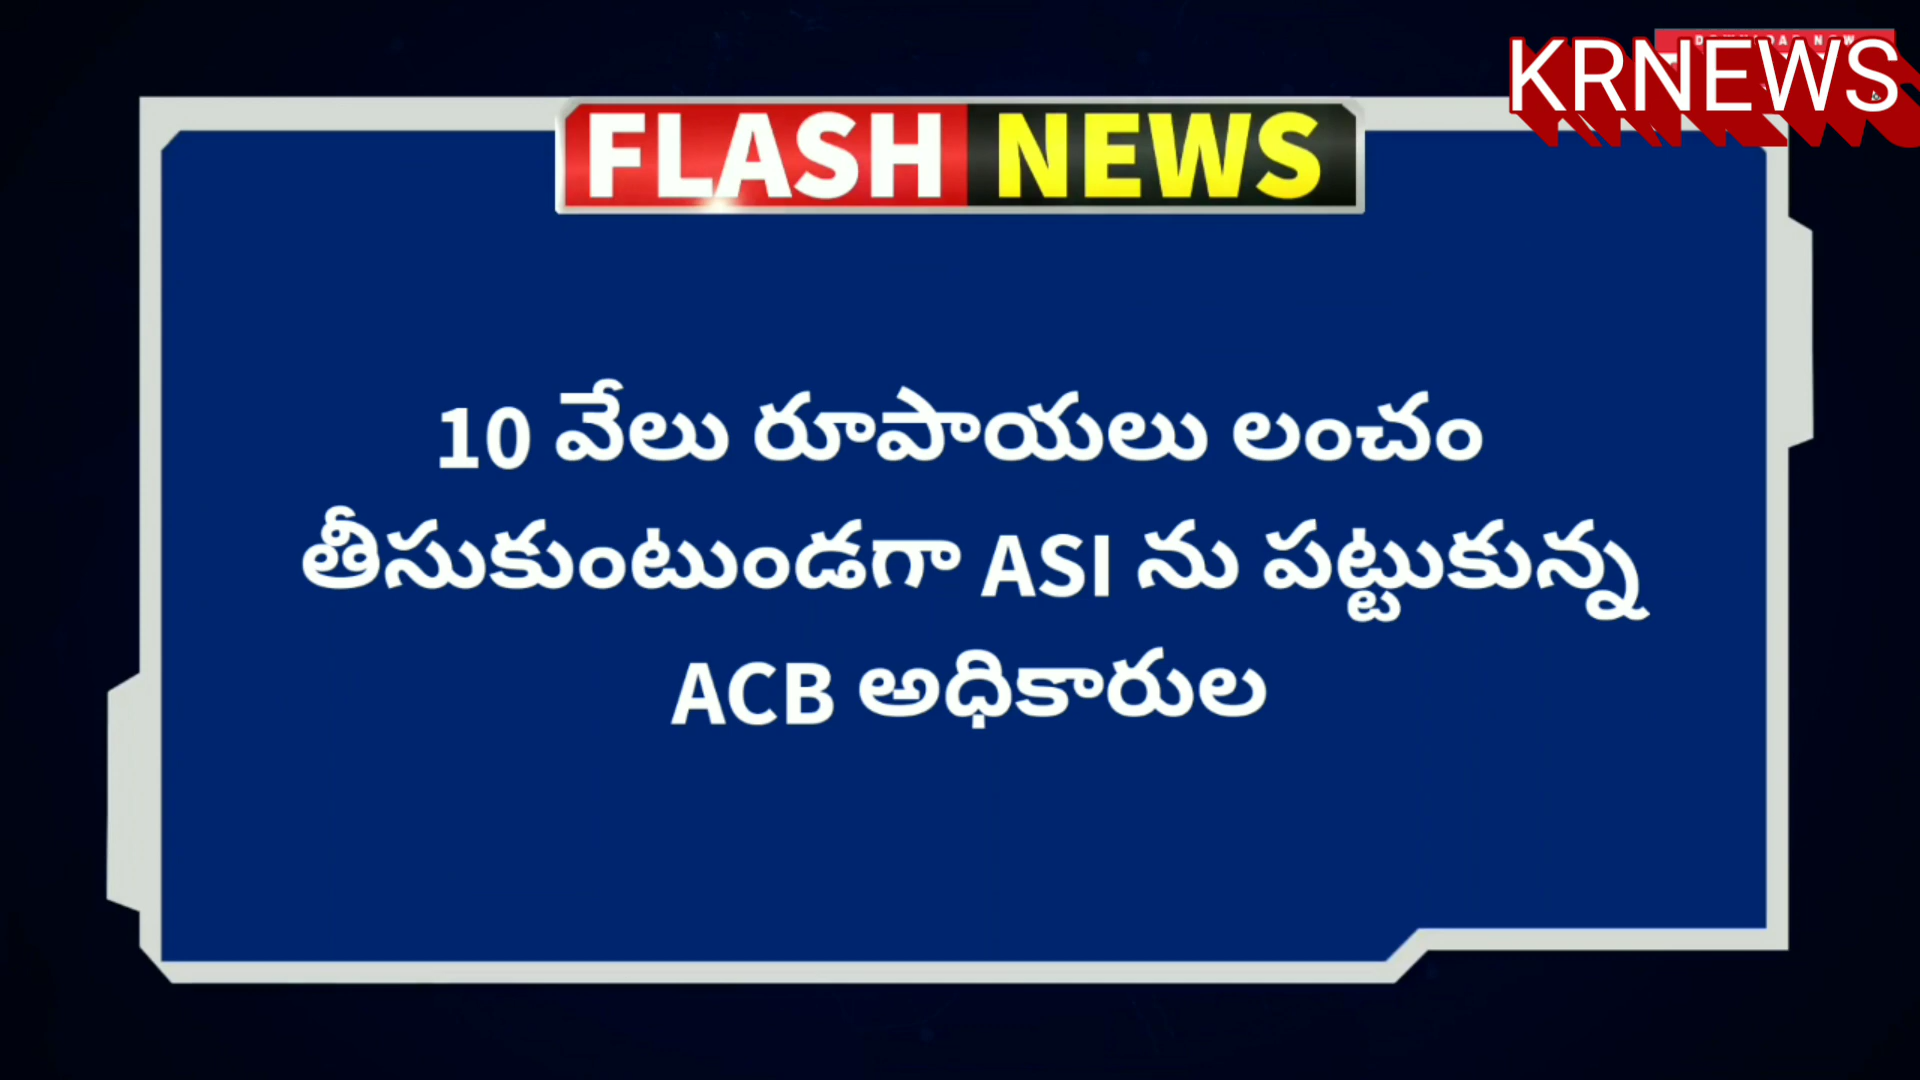 KRNEWS
FLASH NEWS
10 వేలు రూపాయలు లంచం
తీసుకుంటుండగా ASI ను పట్టుకున్న
ACB అధికారుల